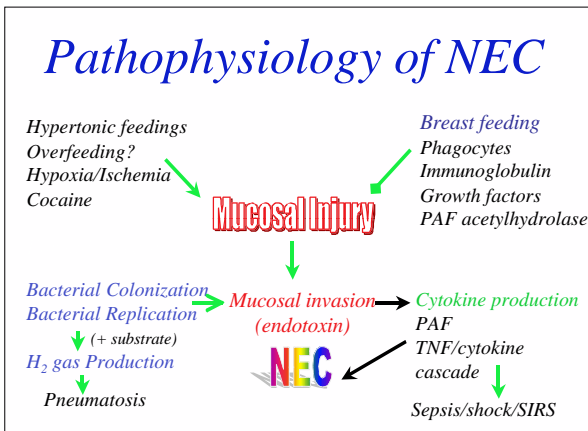 Pathophysiology of NEC
Hypertonic feedings
Overfeeding?
Hypoxia/Ischemia
Cocaine
Breast feeding
Phagocytes
Immunoglobulin
Growth factors
PAF acetylhydrolase
Mucosal Injury
Bacterial Colonization
Bacterial Replication
(+ substrate)
H₂ gas Production
Pneumatosis
Mucosal invasion
(endotoxin)
NEC
Cytokine production
PAF
TNF/cytokine
cascade
Sepsis/shock/SIRS